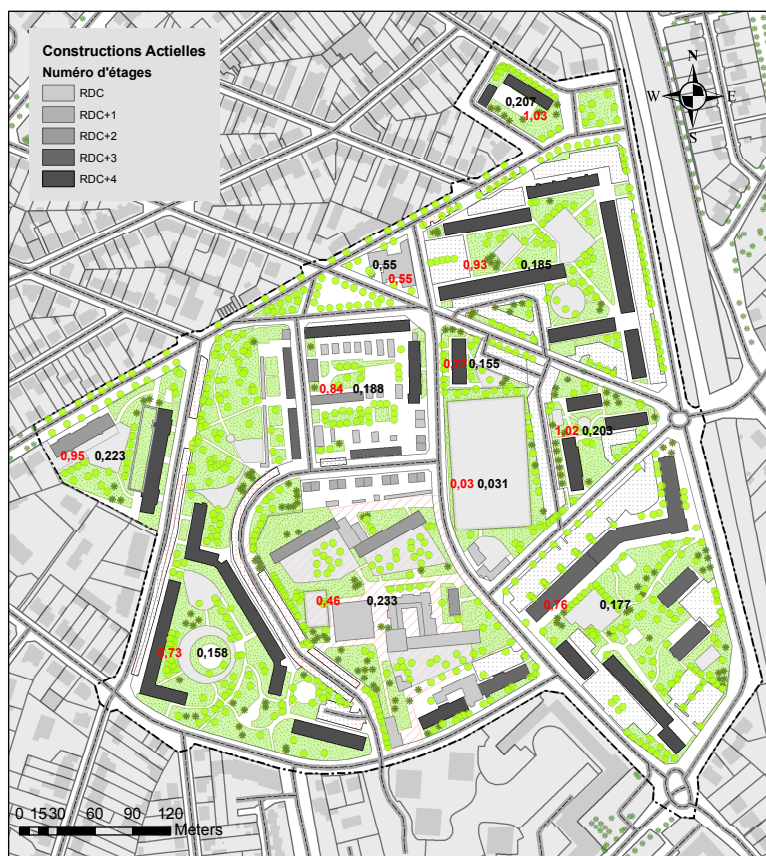 Constructions Actielles
Numéro d'étages
RDC
RDC+1
RDC+2
RDC+3
RDC+4
N
W E
S
0,207
1,03
0,55
0,55
0,93 0,185
0,77 0,155
0,84 0,188
1,02 0,203
0,95 0,223
0,03 0,031
0,46 0,233
0,76 0,177
0,73 0,158
0 15 30 60 90 120
Meters